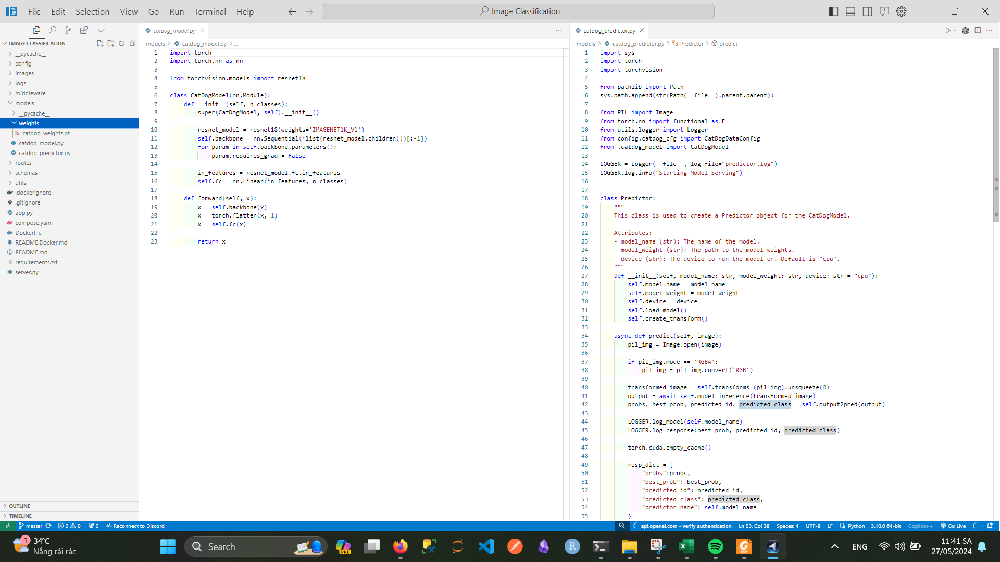 File Edit Selection View Go Run Terminal Help Image Classification
IMAGE CLASSIFICATION
__pycache__
config
images
logs
middleware
models
__pycache__
weights
catdog_weights.pt
catdog_model.py
catdog_predictor.py
routes
schemas
utils
.dockerignore
.gitignore
app.py
compose.yaml
Dockerfile
README.Docker.md
README.md
requirements.txt
server.py
OUTLINE
TIMELINE
catdog_model.py
models > catdog_model.py > ...
1 import torch
2 import torch.nn as nn
3
4 from torchvision.models import resnet18
5
6 class CatDogModel(nn.Module):
7 def __init__(self, n_classes):
8 super(CatDogModel, self).__init__()
9
10 resnet_model = resnet18(weights='IMAGENET1K_V1')
11 self.backbone = nn.Sequential(*list(resnet_model.children())[:-1])
12 for param in self.backbone.parameters():
13 param.requires_grad = False
14
15 in_features = resnet_model.fc.in_features
16 self.fc = nn.Linear(in_features, n_classes)
17
18 def forward(self, x):
19 x = self.backbone(x)
20 x = torch.flatten(x, 1)
21 x = self.fc(x)
22
23 return x
catdog_predictor.py
models > catdog_predictor.py > Predictor > predict
1 import sys
2 import torch
3 import torchvision
4
5 from pathlib import Path
6 sys.path.append(str(Path(__file__).parent.parent))
7
8 from PIL import Image
9 from torch.nn import functional as F
10 from utils.logger import Logger
11 from config.catdog_cfg import CatDogDataConfig
12 from .catdog_model import CatDogModel
13
14 LOGGER = Logger(__file__, log_file="predictor.log")
15 LOGGER.log.info("Starting Model Serving")
16
17
18 class Predictor:
19 """
20 This class is used to create a Predictor object for the CatDogModel.
21
22 Attributes:
23 - model_name (str): The name of the model.
24 - model_weight (str): The path to the model weights.
25 - device (str): The device to run the model on. Default is "cpu".
26 """
27 def __init__(self, model_name: str, model_weight: str, device: str = "cpu"):
28 self.model_name = model_name
29 self.model_weight = model_weight
30 self.device = device
31 self.load_model()
32 self.create_transform()
33
34 async def predict(self, image):
35 pil_img = Image.open(image)
36
37 if pil_img.mode == 'RGBA':
38 pil_img = pil_img.convert('RGB')
39
40 transformed_image = self.transforms_(pil_img).unsqueeze(0)
41 output = await self.model_inference(transformed_image)
42 probs, best_prob, predicted_id, predicted_class = self.output2pred(output)
43
44 LOGGER.log_model(self.model_name)
45 LOGGER.log_response(best_prob, predicted_id, predicted_class)
46
47 torch.cuda.empty_cache()
48
49 resp_dict = {
50 "probs":probs,
51 "best_prob": best_prob,
52 "predicted_id": predicted_id,
53 "predicted_class": predicted_class,
54 "predictor_name": self.model_name
55 }
master 0 0 0 Reconnect to Discord api.openai.com - verify authentication Ln 53, Col 38 Spaces: 4 UTF-8 LF Python 3.10.0 64-bit Copilot++ Go Live
1 34°C
Nắng rải rác
Search
PRE
R
PDF
ENG
11:41 SA
27/05/2024